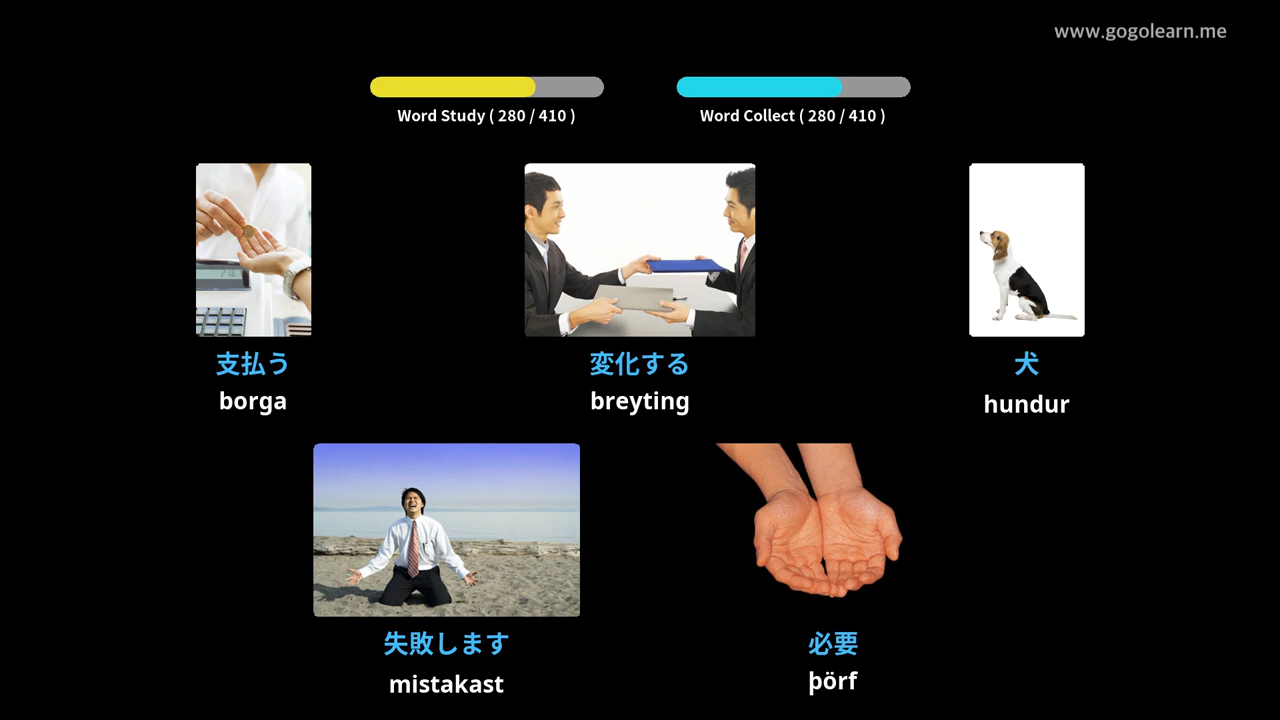 www.gogolearn.me
Word Study ( 280 / 410 )
Word Collect ( 280 / 410 )
支払う
borga
変化する
breyting
犬
hundur
失敗します
mistakast
必要
þörf